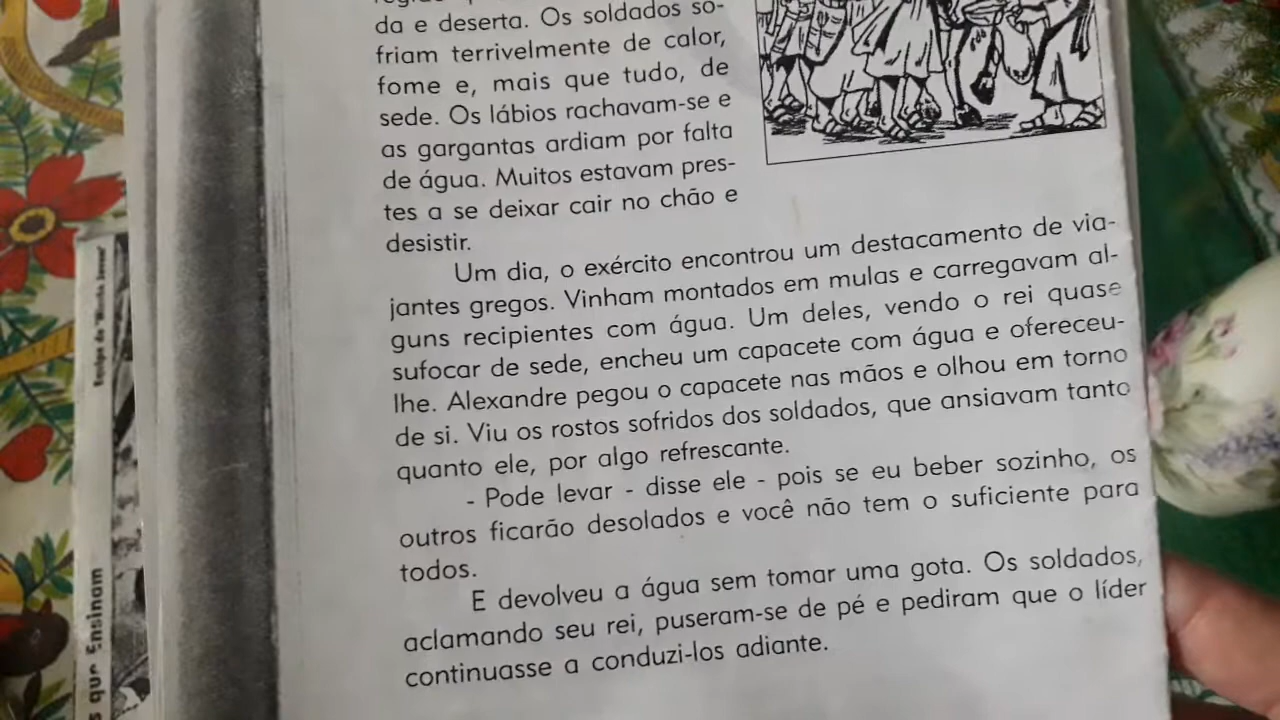 da e deserta. Os soldados so-
friam terrivelmente de calor,
fome e, mais que tudo, de
sede. Os lábios rachavam-se e
as gargantas ardiam por falta
de água. Muitos estavam pres-
tes a se deixar cair no chão e
desistir.
Um dia, o exército encontrou um destacamento de via-
jantes gregos. Vinham montados em mulas e carregavam al-
guns recipientes com água. Um deles, vendo o rei quase
sufocar de sede, encheu um capacete com água e ofereceu-
lhe. Alexandre pegou o capacete nas mãos e olhou em torno
de si. Viu os rostos sofridos dos soldados, que ansiavam tanto
quanto ele, por algo refrescante.
- Pode levar - disse ele - pois se eu beber sozinho, os
outros ficarão desolados e você não tem o suficiente para
todos.
E devolveu a água sem tomar uma gota. Os soldados,
aclamando seu rei, puseram-se de pé e pediram que o líder
continuasse a conduzi-los adiante.
que Ensinam